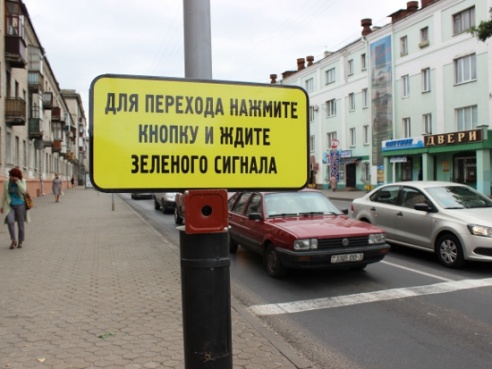 ДЛЯ ПЕРЕХОДА НАЖМИТЕ
КНОПКУ И ЖДИТЕ
ЗЕЛЕНОГО СИГНАЛА
ДВЕРИ